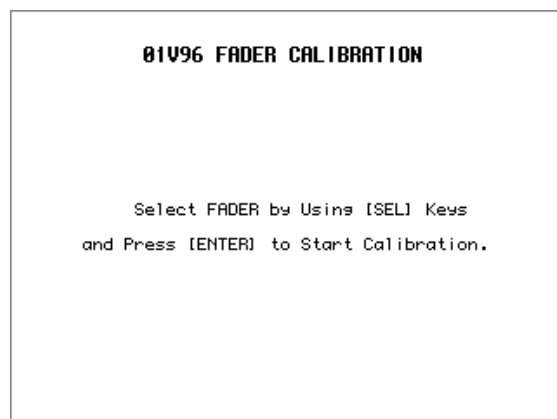 01V96 FADER CALIBRATION
Select FADER by Using [SEL] Keys
and Press [ENTER] to Start Calibration.